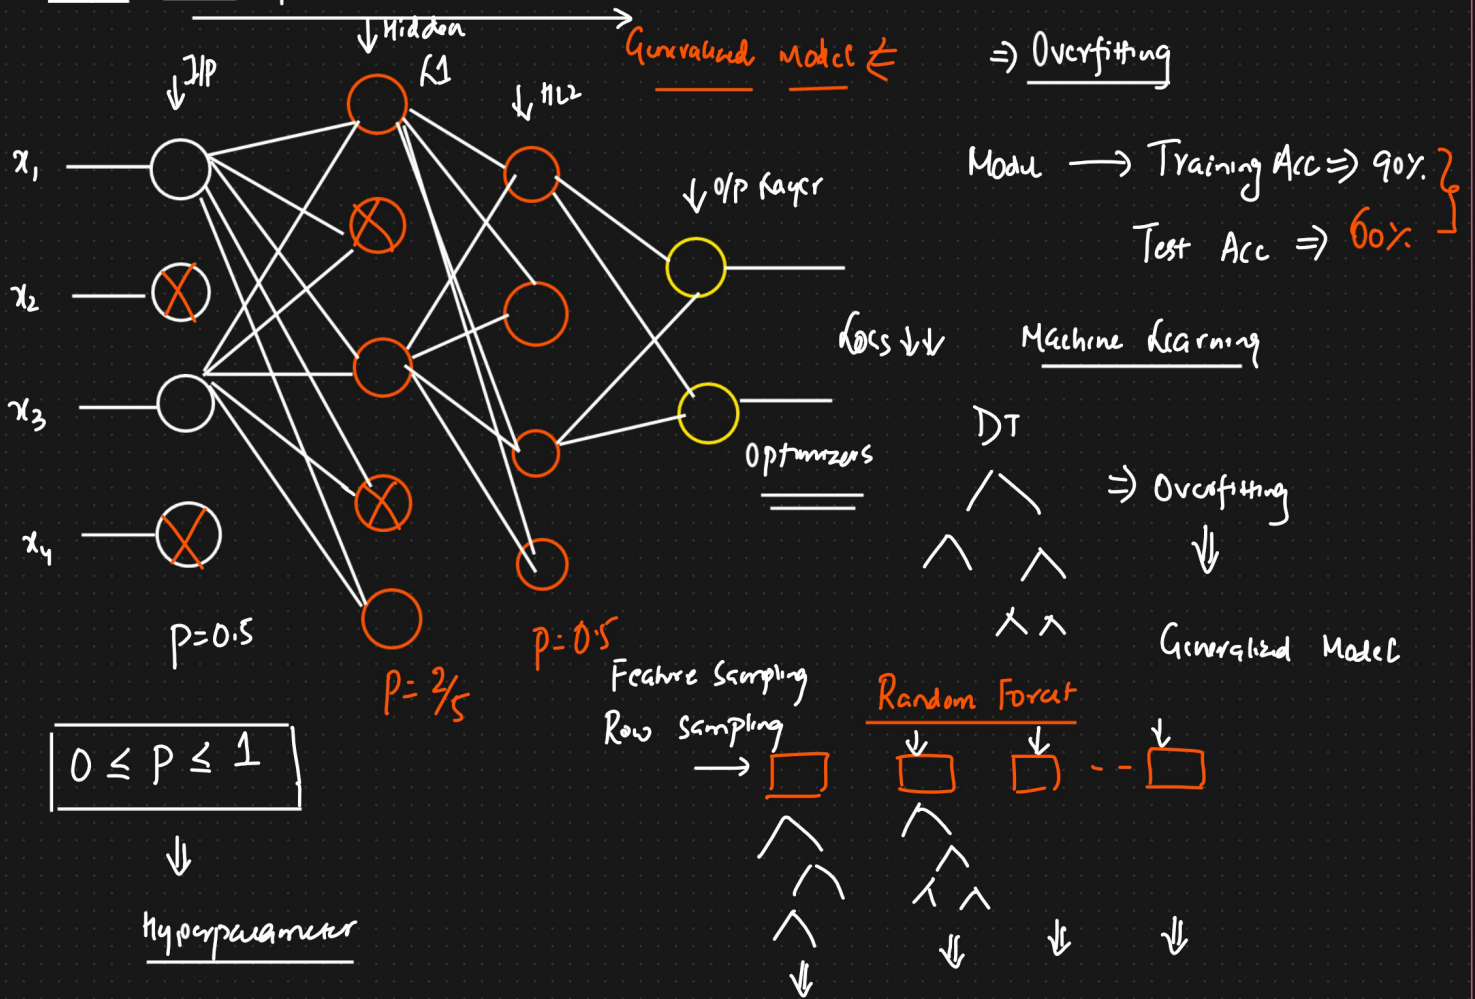 Hidden
L1
I/P
HL2
Generalized Model
⇒ Overfitting
x1
x2
x3
x4
O/P Layer
Model → Training Acc ⇒ 90%
Test Acc ⇒ 60%
Loss ↓↓
Machine Learning
Optimizers
DT
⇒ Overfitting
Generalized Model
P=0.5
P=2/5
P=0.5
0 ≤ P ≤ 1
Hyperparameter
Feature Sampling
Row Sampling
Random Forest